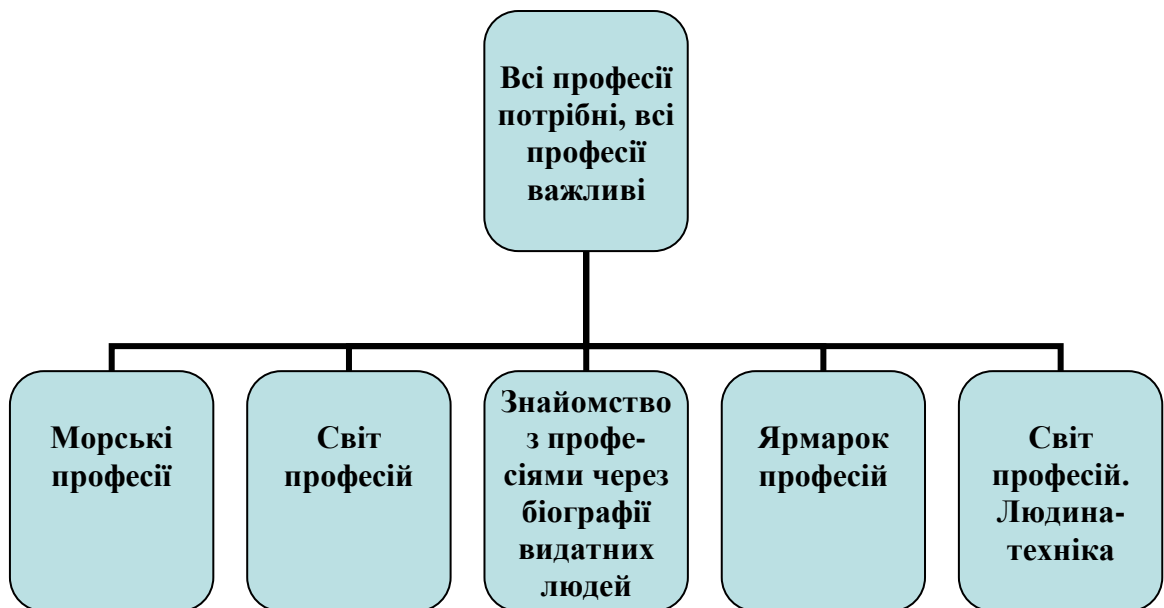 Всі професії
потрібні, всі
професії
важливі
Морські
професії
Світ
професій
Знайомство
з профе-
сіями через
біографії
видатних
людей
Ярмарок
професій
Світ
професій.
Людина-
техніка